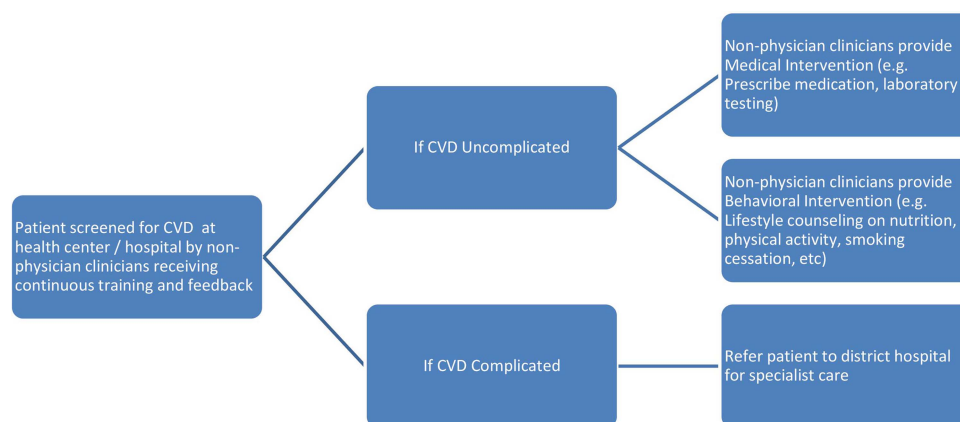 Patient screened for CVD at
health center / hospital by non-
physician clinicians receiving
continuous training and feedback
If CVD Uncomplicated
Non-physician clinicians provide
Medical Intervention (e.g.
Prescribe medication, laboratory
testing)
Non-physician clinicians provide
Behavioral Intervention (e.g.
Lifestyle counseling on nutrition,
physical activity, smoking
cessation, etc)
If CVD Complicated
Refer patient to district hospital
for specialist care